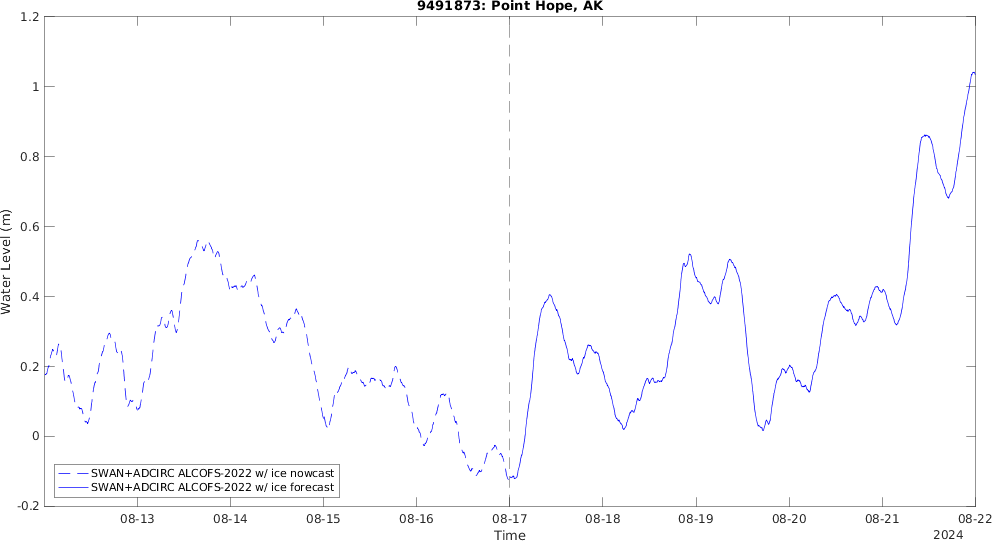 9491873: Point Hope, AK
1.2
1
0.8
0.6
0.4
0.2
0
-0.2
Water Level (m)
SWAN+ADCIRC ALCOFS-2022 w/ ice nowcast
SWAN+ADCIRC ALCOFS-2022 w/ ice forecast
08-13 08-14 08-15 08-16 08-17 08-18 08-19 08-20 08-21 08-22
Time
2024